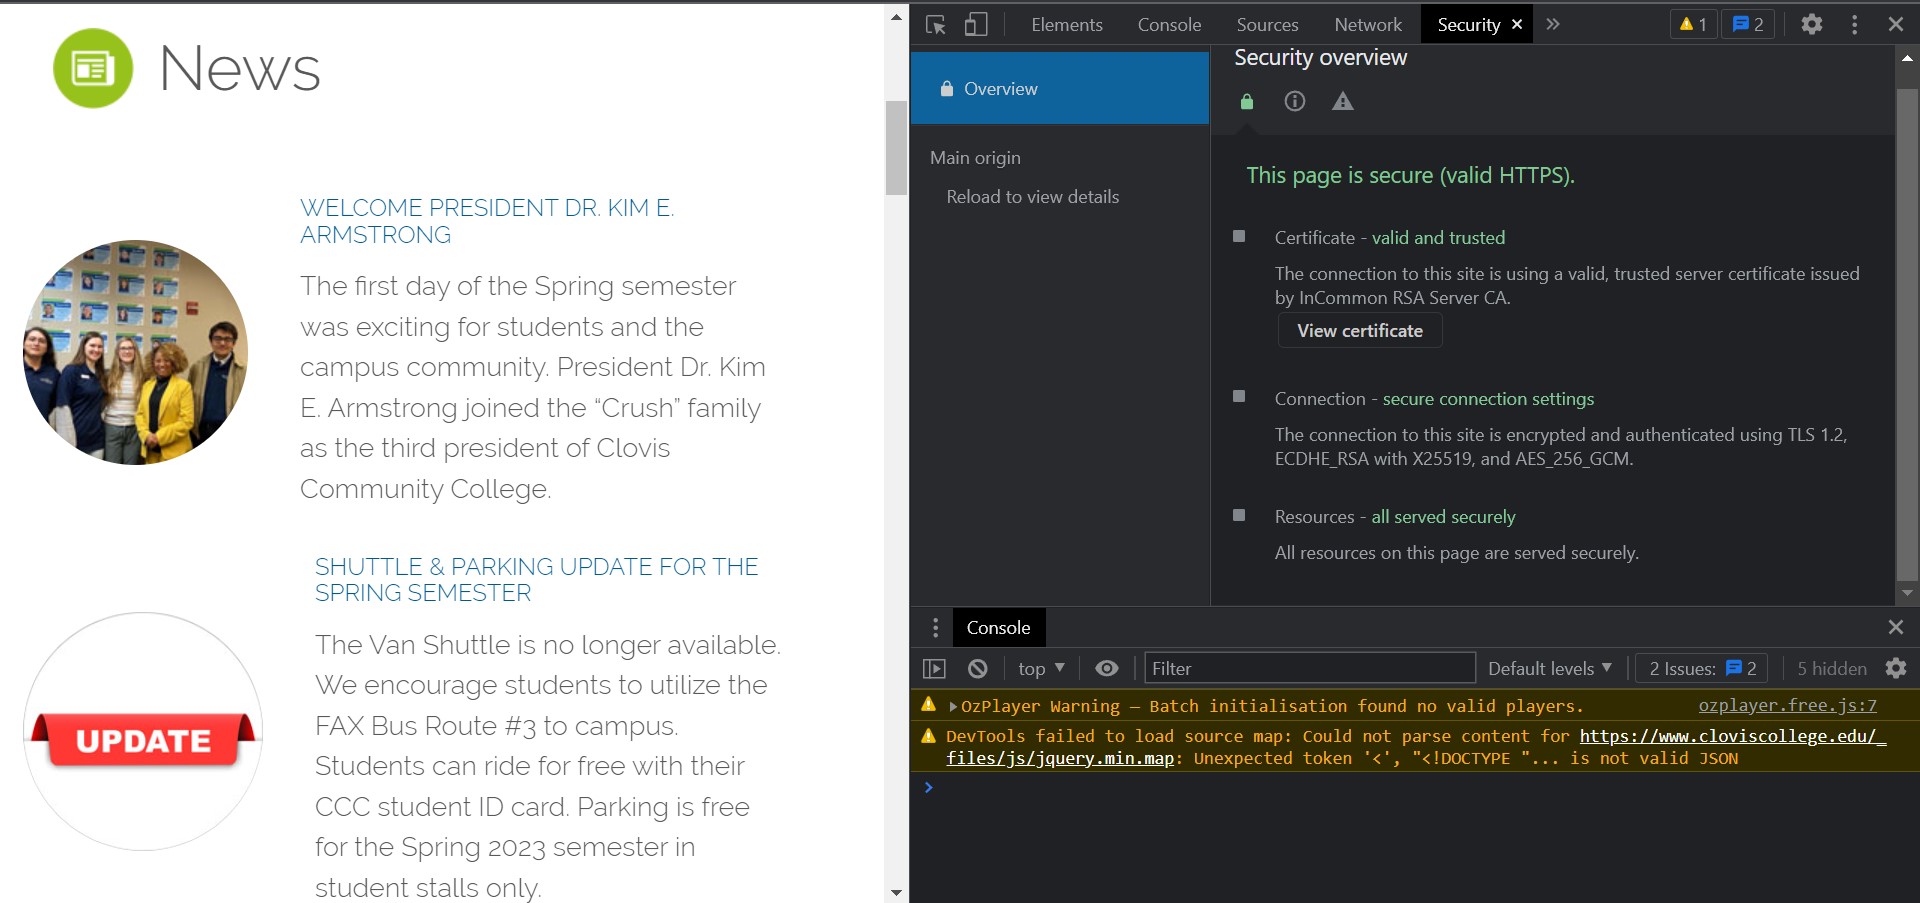 News
WELCOME PRESIDENT DR. KIM E.
ARMSTRONG
The first day of the Spring semester
was exciting for students and the
campus community. President Dr. Kim
E. Armstrong joined the “Crush” family
as the third president of Clovis
Community College.
SHUTTLE & PARKING UPDATE FOR THE
SPRING SEMESTER
UPDATE
The Van Shuttle is no longer available.
We encourage students to utilize the
FAX Bus Route #3 to campus.
Students can ride for free with their
CCC student ID card. Parking is free
for the Spring 2023 semester in
student stalls only.
Elements Console Sources Network Security × » 1 2
Overview
Main origin
Reload to view details
Security overview
This page is secure (valid HTTPS).
Certificate - valid and trusted
The connection to this site is using a valid, trusted server certificate issued
by InCommon RSA Server CA.
View certificate
Connection - secure connection settings
The connection to this site is encrypted and authenticated using TLS 1.2,
ECDHE_RSA with X25519, and AES_256_GCM.
Resources - all served securely
All resources on this page are served securely.
Console
top Filter Default levels 2 Issues: 2 5 hidden
OzPlayer Warning – Batch initialisation found no valid players. ozplayer.free.js:7
DevTools failed to load source map: Could not parse content for https://www.cloviscollege.edu/_
files/js/jquery.min.map: Unexpected token '<', "<!DOCTYPE "... is not valid JSON